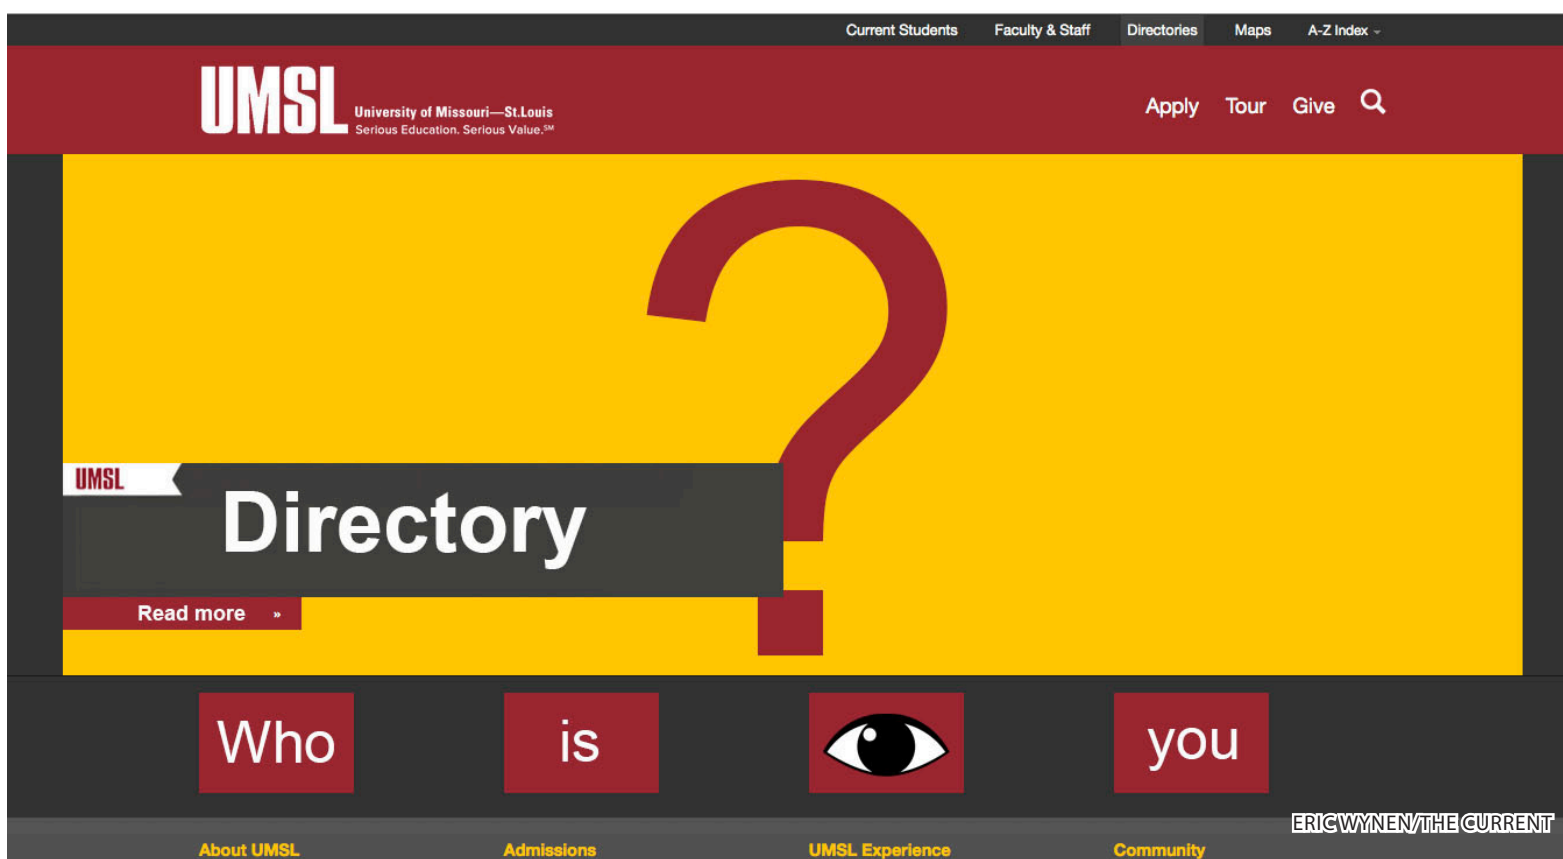 Current Students Faculty & Staff Directories Maps A-Z Index
UMSL
University of Missouri—St.Louis
Serious Education. Serious Value.℠
Apply Tour Give
UMSL
Directory
Read more »
Who is you
ERIC WYNEN/THE CURRENT
About UMSL Admissions UMSL Experience Community